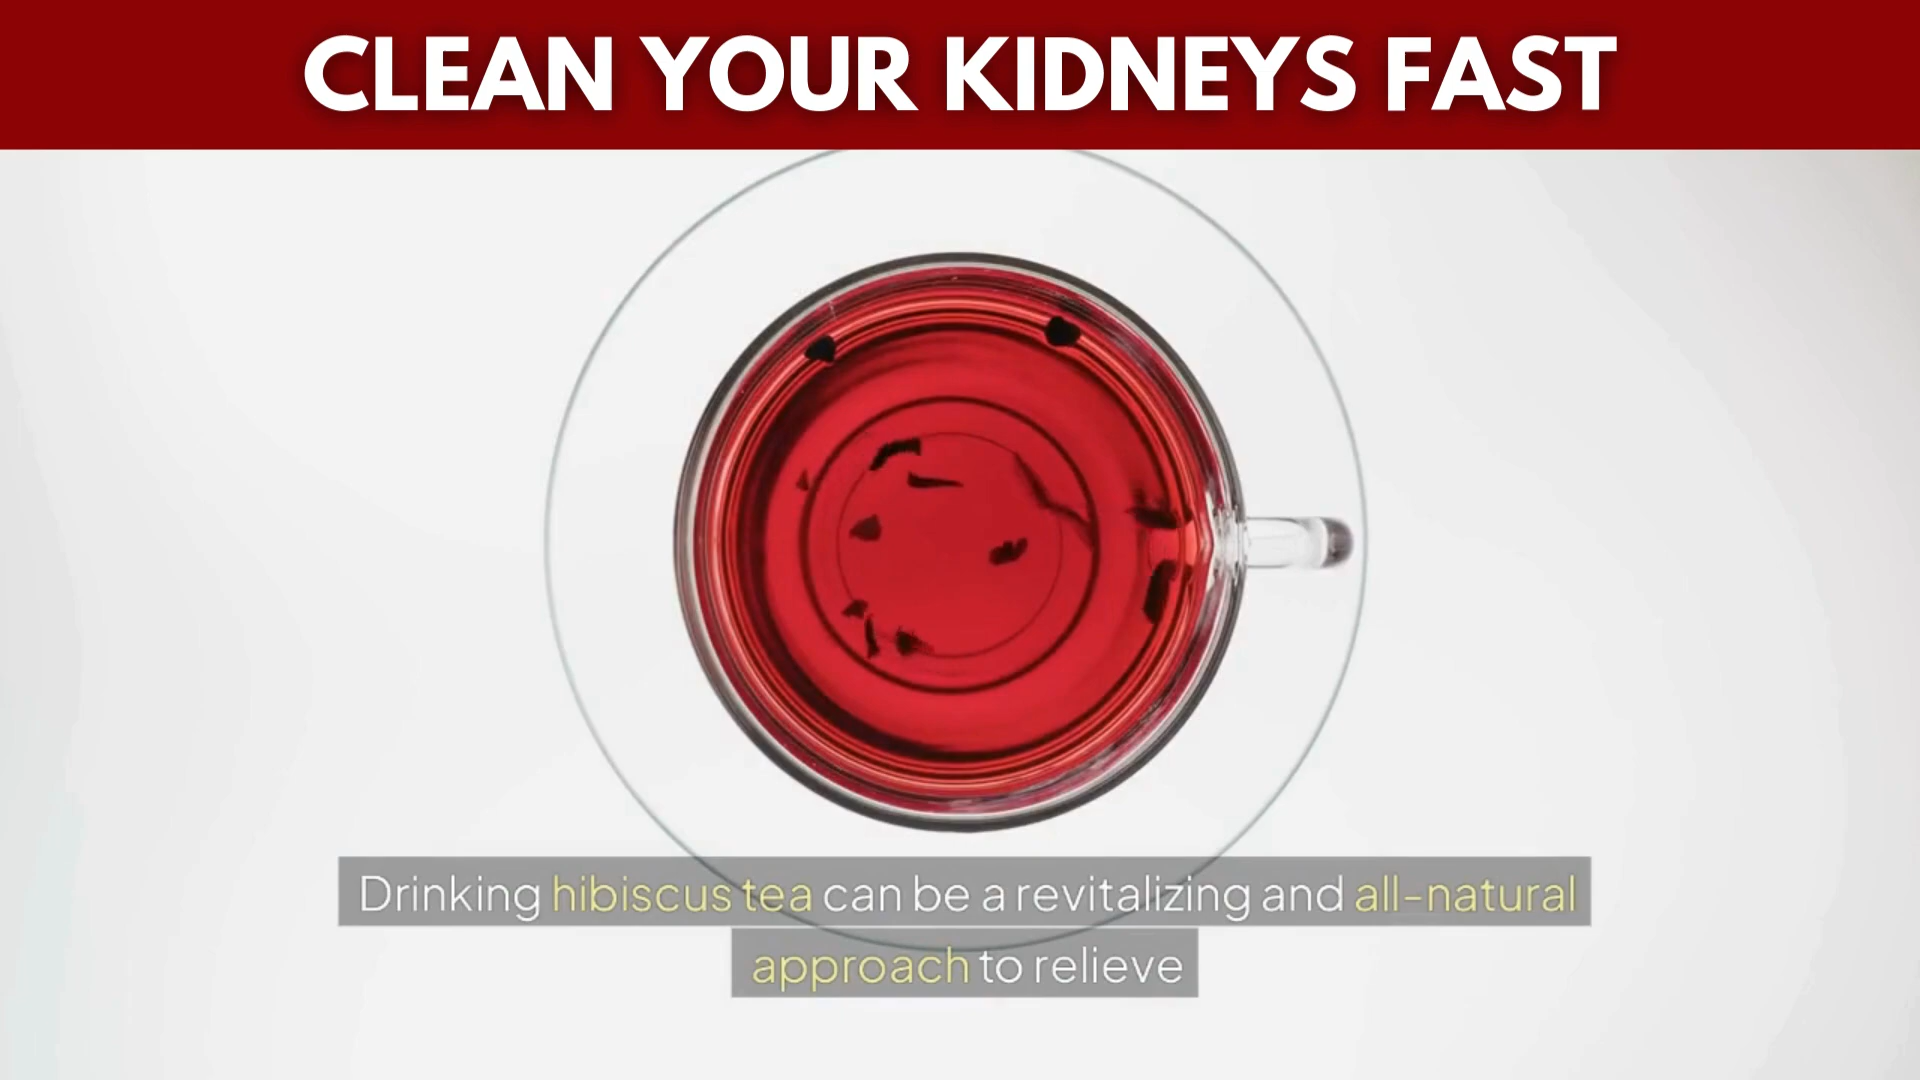 CLEAN YOUR KIDNEYS FAST
Drinking hibiscus tea can be a revitalizing and all-natural
approach to relieve